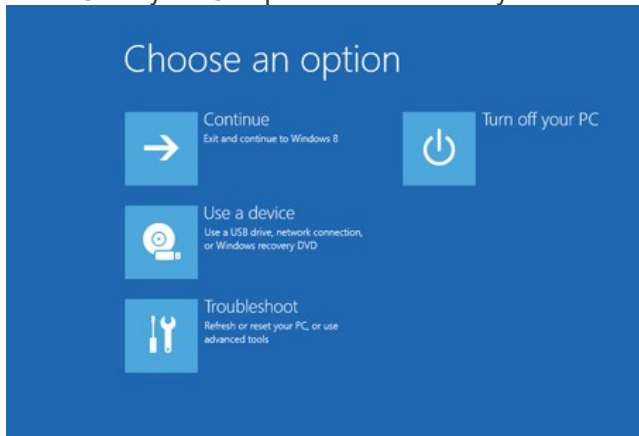 Choose an option
Continue
Exit and continue to Windows 8
Turn off your PC
Use a device
Use a USB drive, network connection,
or Windows recovery DVD
Troubleshoot
Refresh or reset your PC, or use
advanced tools